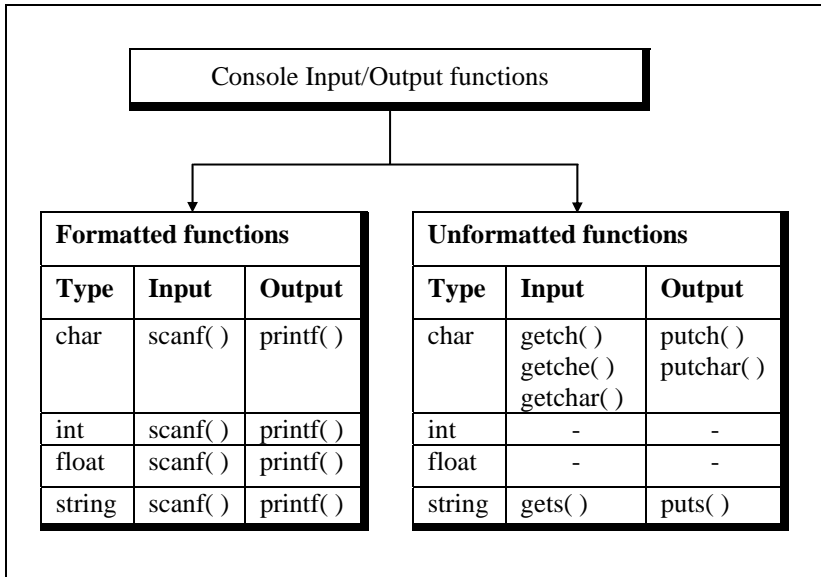 Console Input/Output functions
Formatted functions
Type Input Output
char scanf( ) printf( )
int scanf( ) printf( )
float scanf( ) printf( )
string scanf( ) printf( )
Unformatted functions
Type Input Output
char getch( ) putch( )
getche( ) putchar( )
getchar( )
int - -
float - -
string gets( ) puts( )